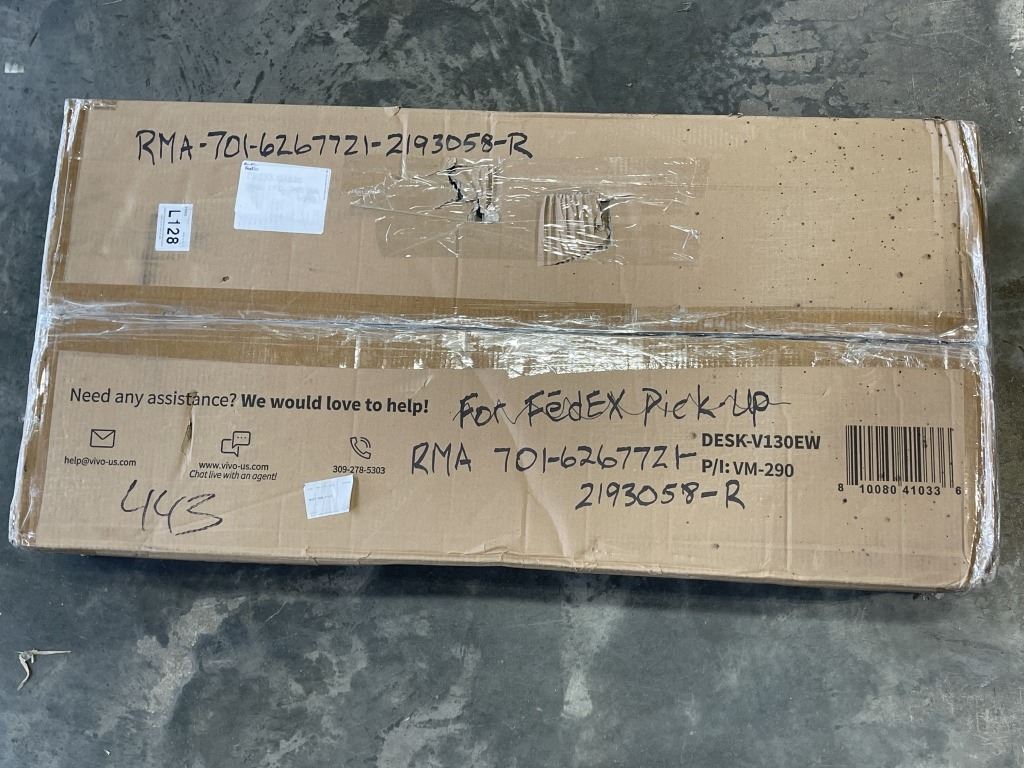 RMA-701-6267721-2193058-R
L128
Need any assistance? We would love to help!
help@vivo-us.com
www.vivo-us.com
Chat live with an agent!
309-278-5303
For FedEX Pick-Up
RMA 701-6267721-
2193058-R
DESK-V130EW
P/I: VM-290
8 10080 41033 6
443